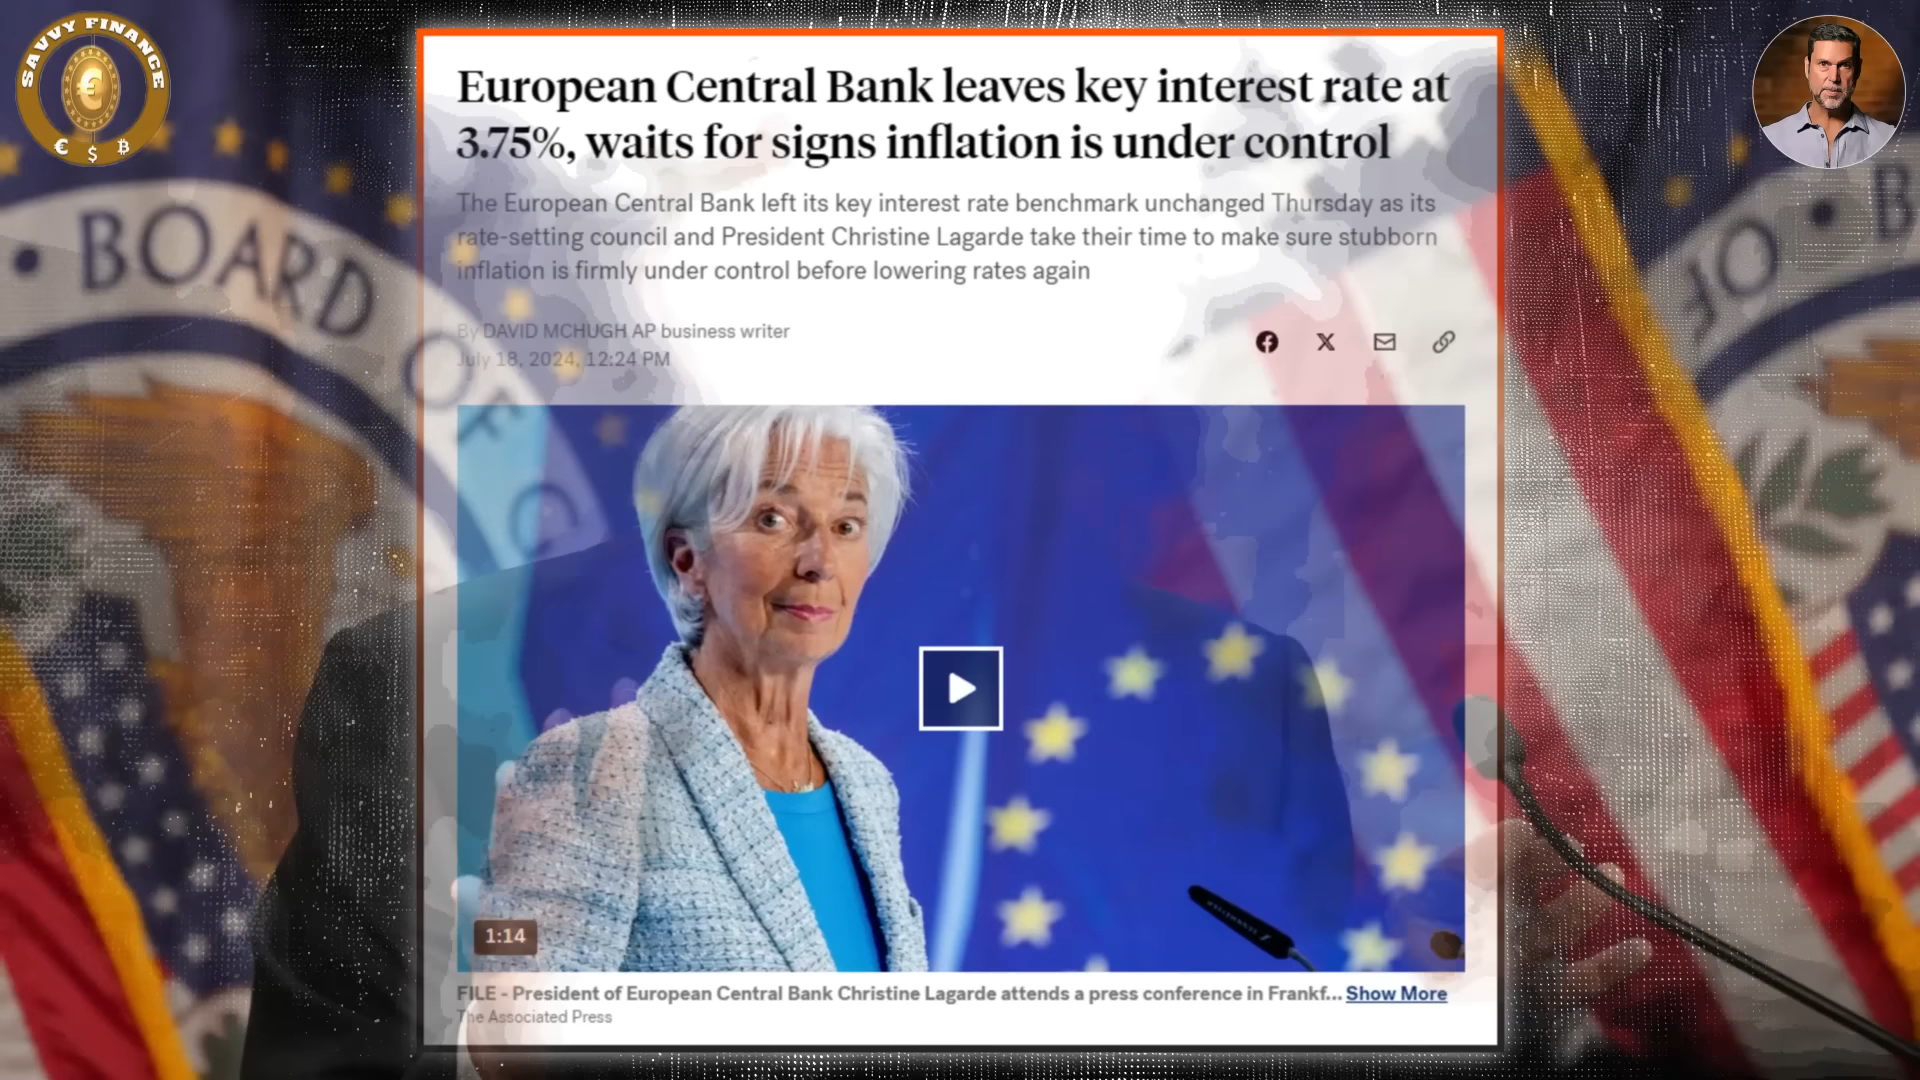 SAVVY FINANCE
€ $ ₿
European Central Bank leaves key interest rate at
3.75%, waits for signs inflation is under control
The European Central Bank left its key interest rate benchmark unchanged Thursday as its
rate-setting council and President Christine Lagarde take their time to make sure stubborn
inflation is firmly under control before lowering rates again
By DAVID MCHUGH AP business writer
July 18, 2024, 12:24 PM
• BOARD OF G
OF • B
1:14
FILE - President of European Central Bank Christine Lagarde attends a press conference in Frankf... Show More
The Associated Press